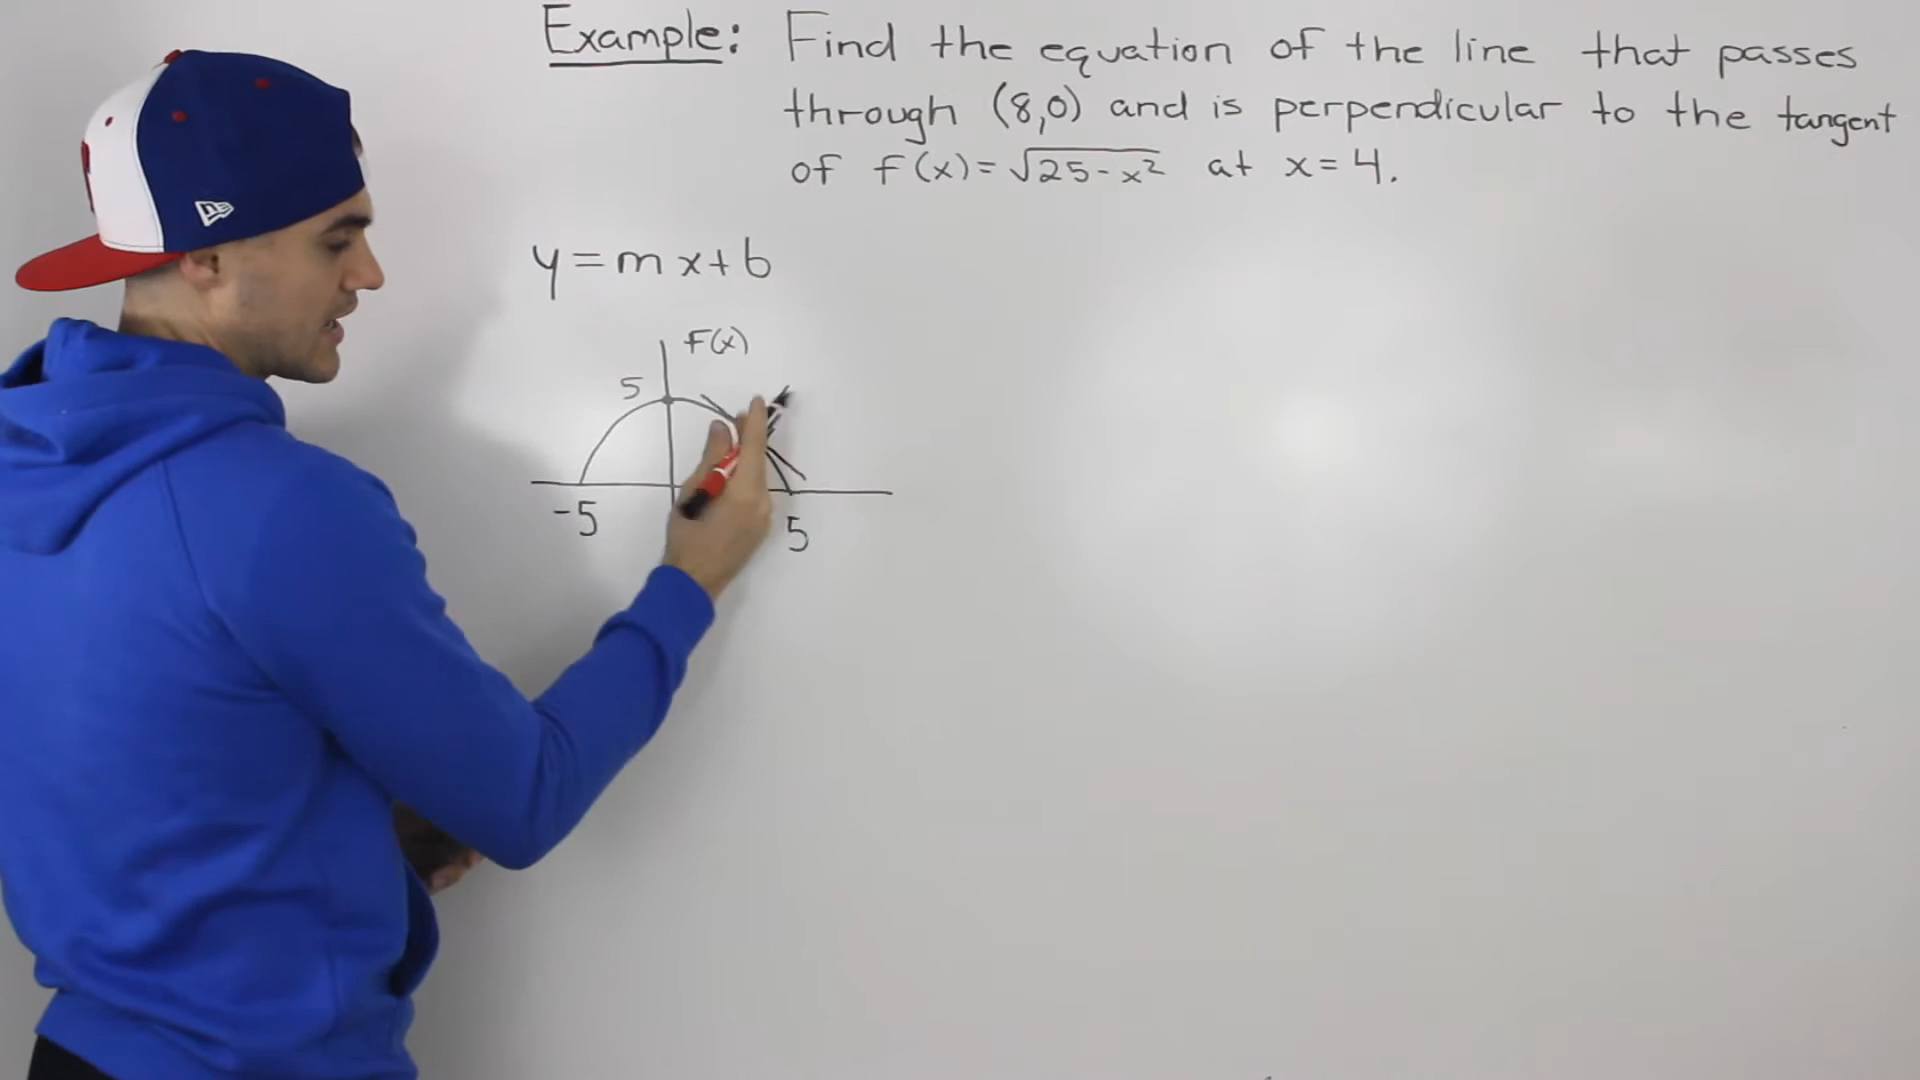 Example: Find the equation of the line that passes
through (8,0) and is perpendicular to the tangent
of f(x)=√25-x² at x=4.
y=mx+b
F(x)
5
-5
5